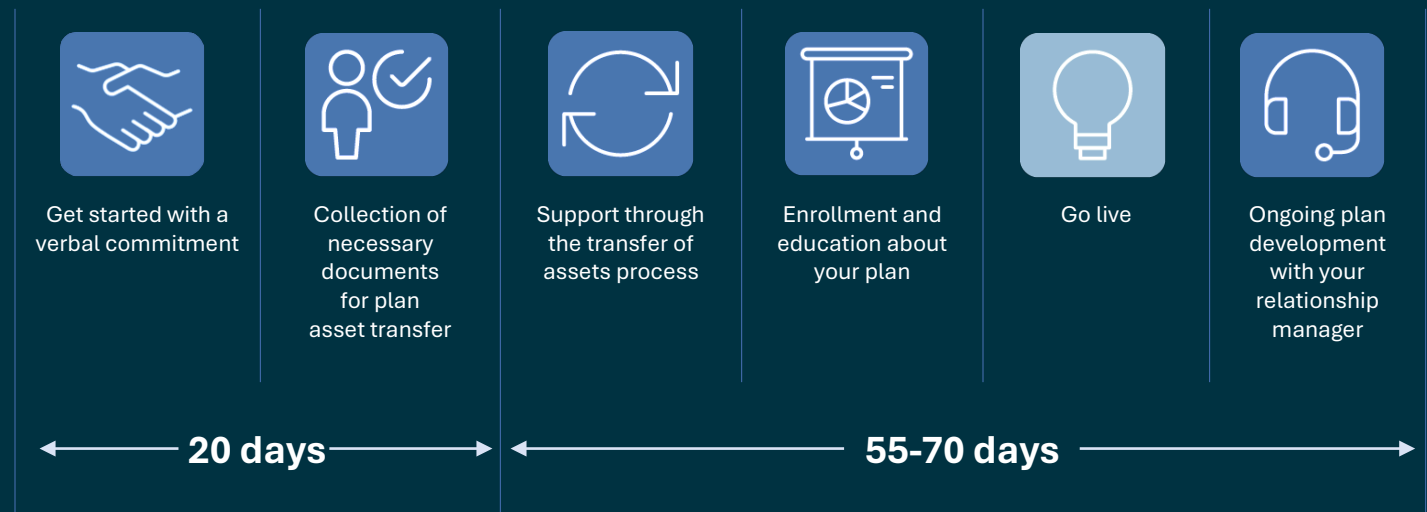 Get started with a
verbal commitment
Collection of
necessary
documents
for plan
asset transfer
Support through
the transfer of
assets process
Enrollment and
education about
your plan
Go live
Ongoing plan
development
with your
relationship
manager
20 days
55-70 days